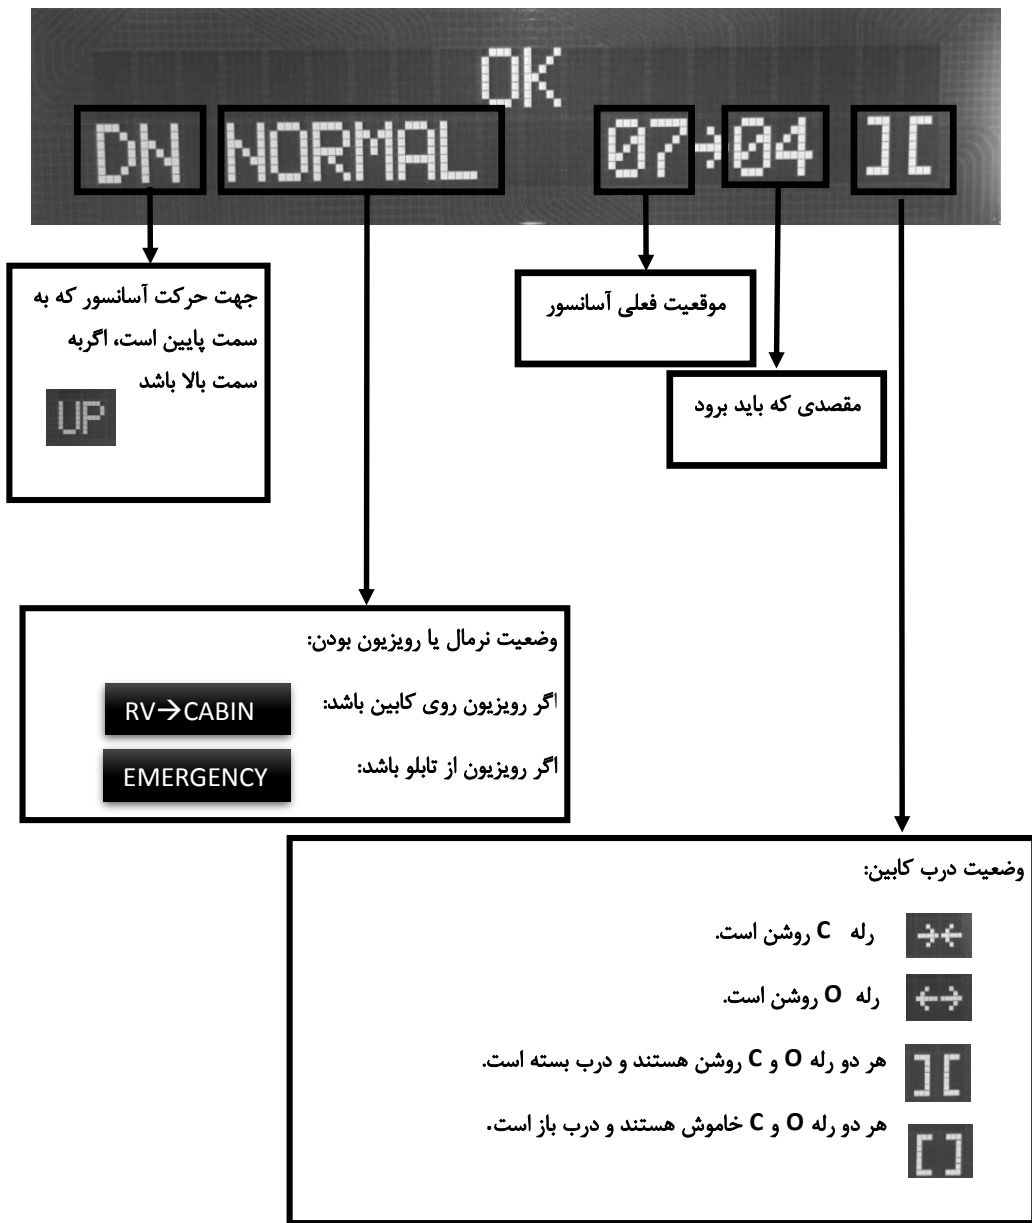 OK
DN NORMAL 07→04 ][
جهت حرکت آسانسور که به
سمت پایین است، اگربه
سمت بالا باشد
UP
موقعیت فعلی آسانسور
مقصدی که باید برود
وضعیت نرمال یا رویزیون بودن:
اگر رویزیون روی کابین باشد:
RV→CABIN
اگر رویزیون از تابلو باشد:
EMERGENCY
وضعیت درب کابین:
→← رله C روشن است.
←→ رله O روشن است.
][ هر دو رله O و C روشن هستند و درب بسته است.
[] هر دو رله O و C خاموش هستند و درب باز است.